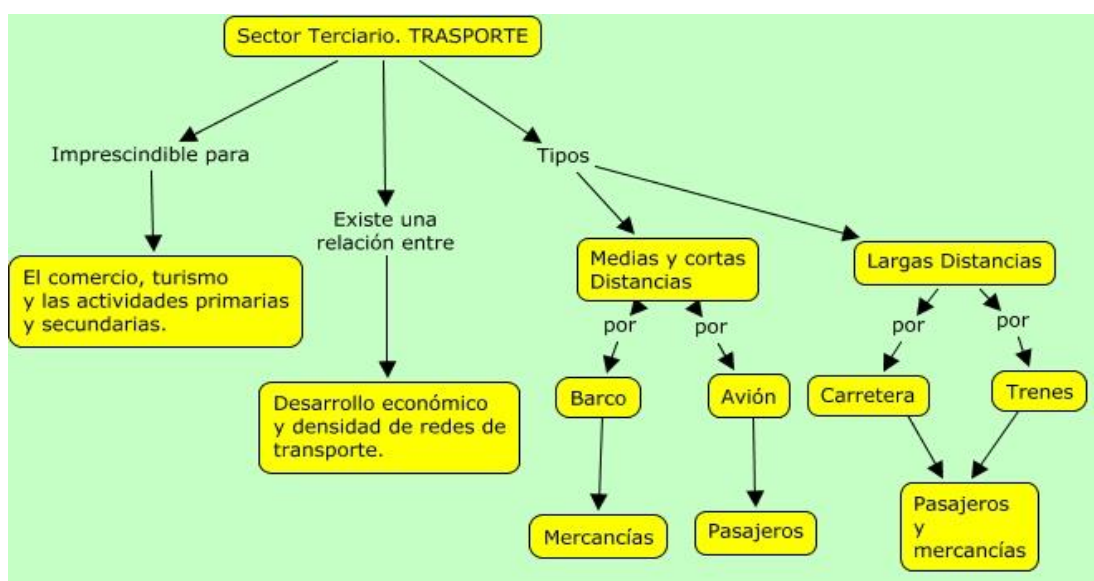 Sector Terciario. TRASPORTE
Imprescindible para
Existe una
relación entre
Tipos
El comercio, turismo
y las actividades primarias
y secundarias.
Desarrollo económico
y densidad de redes de
transporte.
Medias y cortas
Distancias
Largas Distancias
por
por
por
por
Barco
Avión
Carretera
Trenes
Mercancías
Pasajeros
Pasajeros
y
mercancías